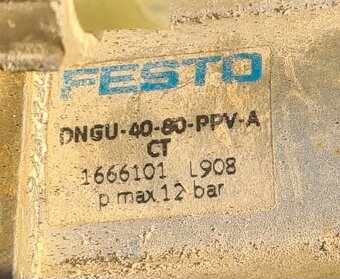 FESTO
DNGU-40-80-PPV-A
CT
1666101 L908
p max 12 bar